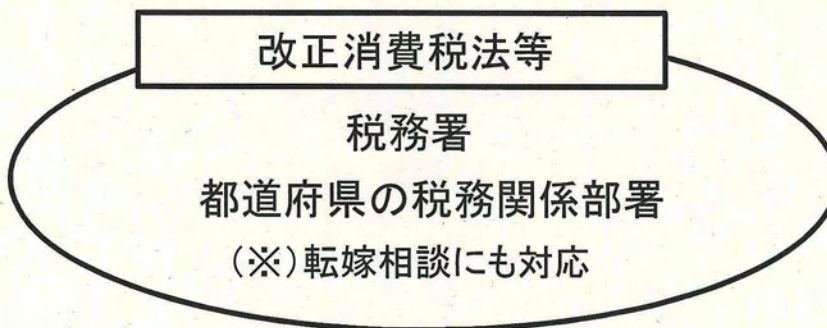 改正消費税法等
税務署
都道府県の税務関係部署
(※)転嫁相談にも対応